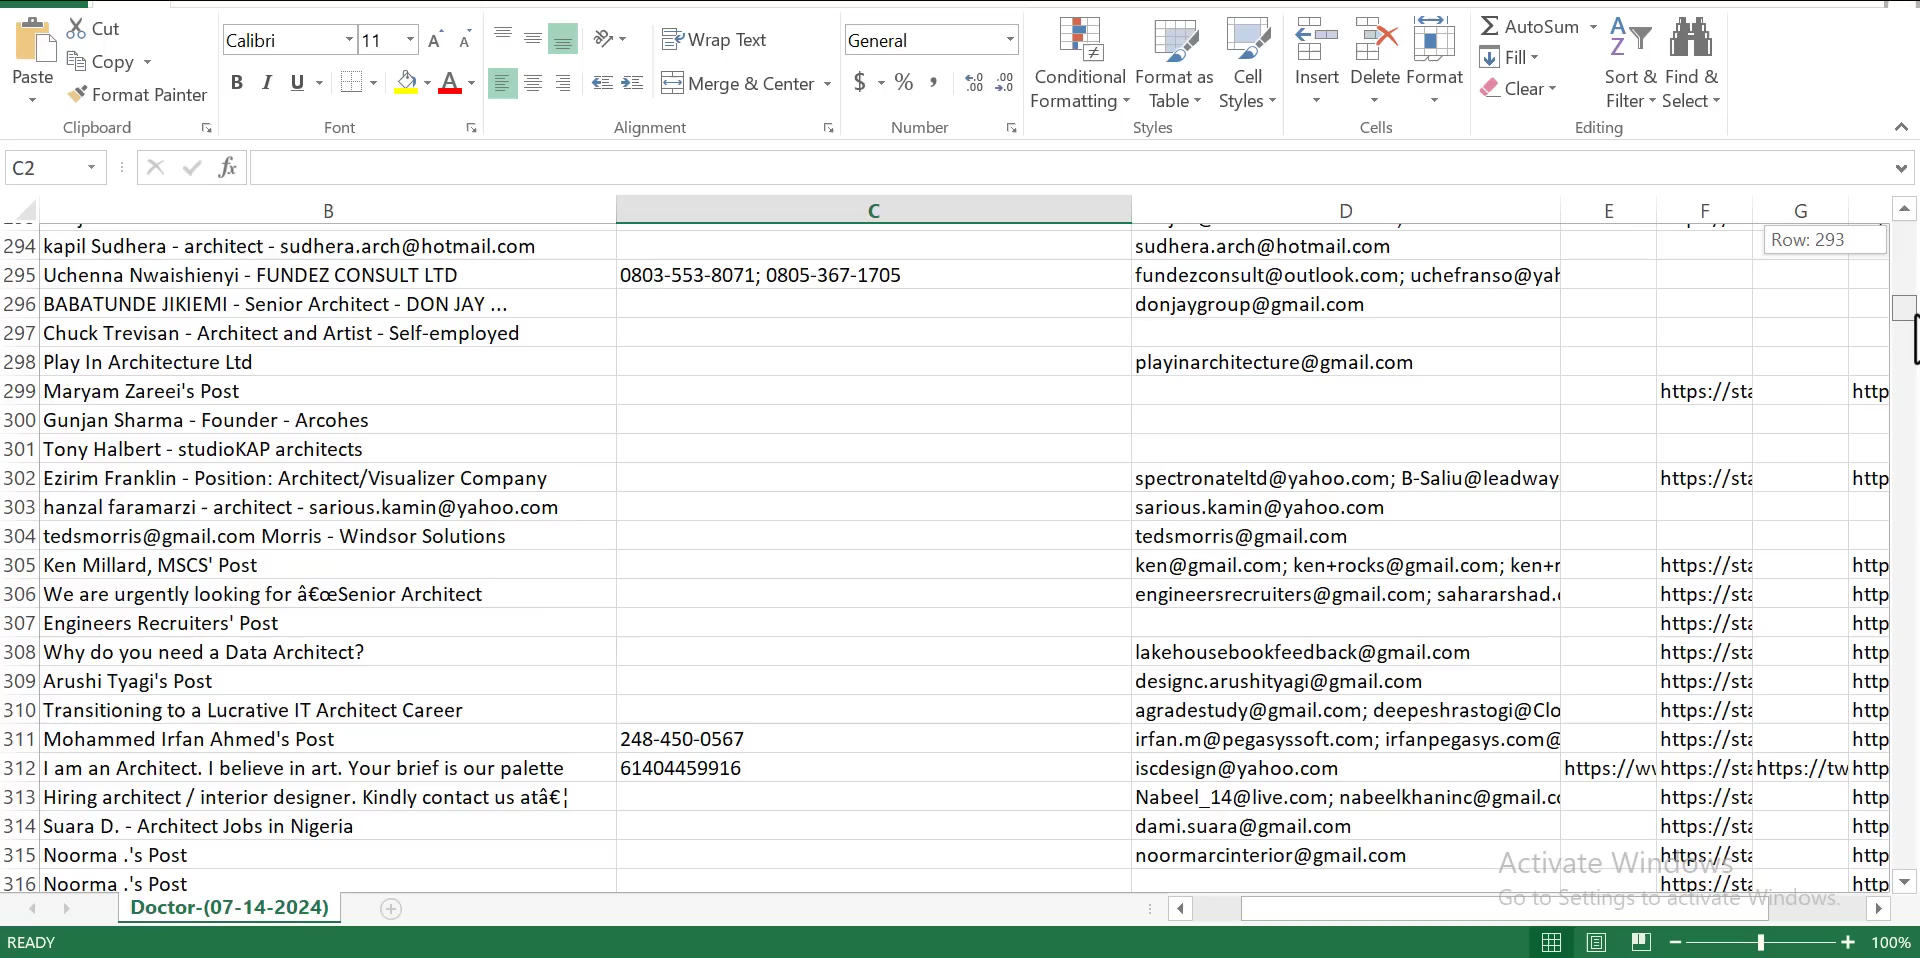 Cut
Copy
Paste
Format Painter
Clipboard
Calibri 11 A A
B I U A
Font
Wrap Text
Merge & Center
Alignment
General
$ % , .0 .00 .00 .0
Number
Conditional Formatting
Format as Table
Cell Styles
Styles
Insert Delete Format
Cells
AutoSum
Fill
Clear
Sort & Filter
Find & Select
Editing
C2 fx
B C D E F G
Row: 293
294 kapil Sudhera - architect - sudhera.arch@hotmail.com sudhera.arch@hotmail.com
295 Uchenna Nwaishienyi - FUNDEZ CONSULT LTD 0803-553-8071; 0805-367-1705 fundezconsult@outlook.com; uchefranso@yah
296 BABATUNDE JIKIEMI - Senior Architect - DON JAY ... donjaygroup@gmail.com
297 Chuck Trevisan - Architect and Artist - Self-employed
298 Play In Architecture Ltd playinarchitecture@gmail.com
299 Maryam Zareei's Post https://sta http
300 Gunjan Sharma - Founder - Arcohes
301 Tony Halbert - studioKAP architects
302 Ezirim Franklin - Position: Architect/Visualizer Company spectronateltd@yahoo.com; B-Saliu@leadway https://sta http
303 hanzal faramarzi - architect - sarious.kamin@yahoo.com sarious.kamin@yahoo.com
304 tedsmorris@gmail.com Morris - Windsor Solutions tedsmorris@gmail.com
305 Ken Millard, MSCS' Post ken@gmail.com; ken+rocks@gmail.com; ken+r https://sta http
306 We are urgently looking for â€œSenior Architect engineersrecruiters@gmail.com; sahararshad. https://sta http
307 Engineers Recruiters' Post https://sta http
308 Why do you need a Data Architect? lakehousebookfeedback@gmail.com https://sta http
309 Arushi Tyagi's Post designc.arushityagi@gmail.com https://sta http
310 Transitioning to a Lucrative IT Architect Career agradestudy@gmail.com; deepeshrastogi@Clo https://sta http
311 Mohammed Irfan Ahmed's Post 248-450-0567 irfan.m@pegasyssoft.com; irfanpegasys.com@ https://sta http
312 I am an Architect. I believe in art. Your brief is our palette 61404459916 iscdesign@yahoo.com https://wv https://sta https://tw http
313 Hiring architect / interior designer. Kindly contact us atâ€¦ Nabeel_14@live.com; nabeelkhaninc@gmail.co https://sta http
314 Suara D. - Architect Jobs in Nigeria dami.suara@gmail.com https://sta http
315 Noorma .'s Post noormarcinterior@gmail.com https://sta http
316 Noorma .'s Post https://sta http
Activate Windows
Go to Settings to activate Windows.
Doctor-(07-14-2024)
READY 100%